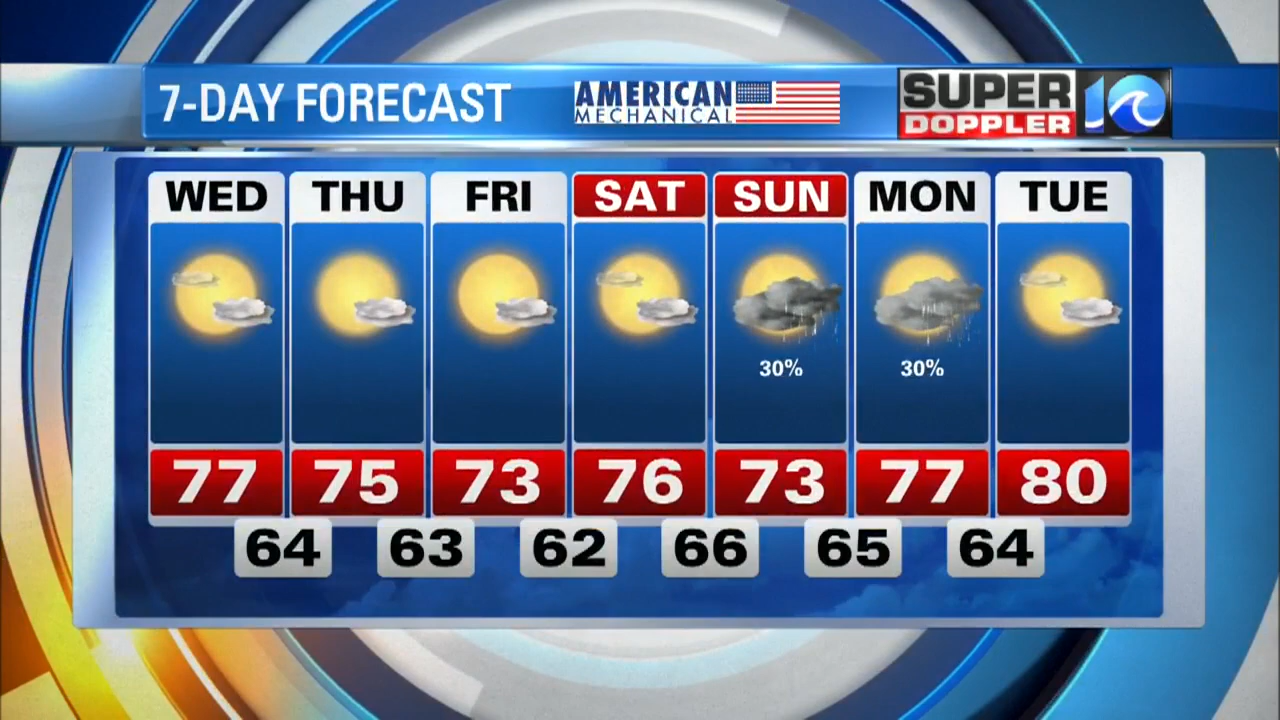 7-DAY FORECAST
AMERICAN
MECHANICAL
SUPER
DOPPLER
10
WED THU FRI SAT SUN MON TUE
30% 30%
77 75 73 76 73 77 80
64 63 62 66 65 64